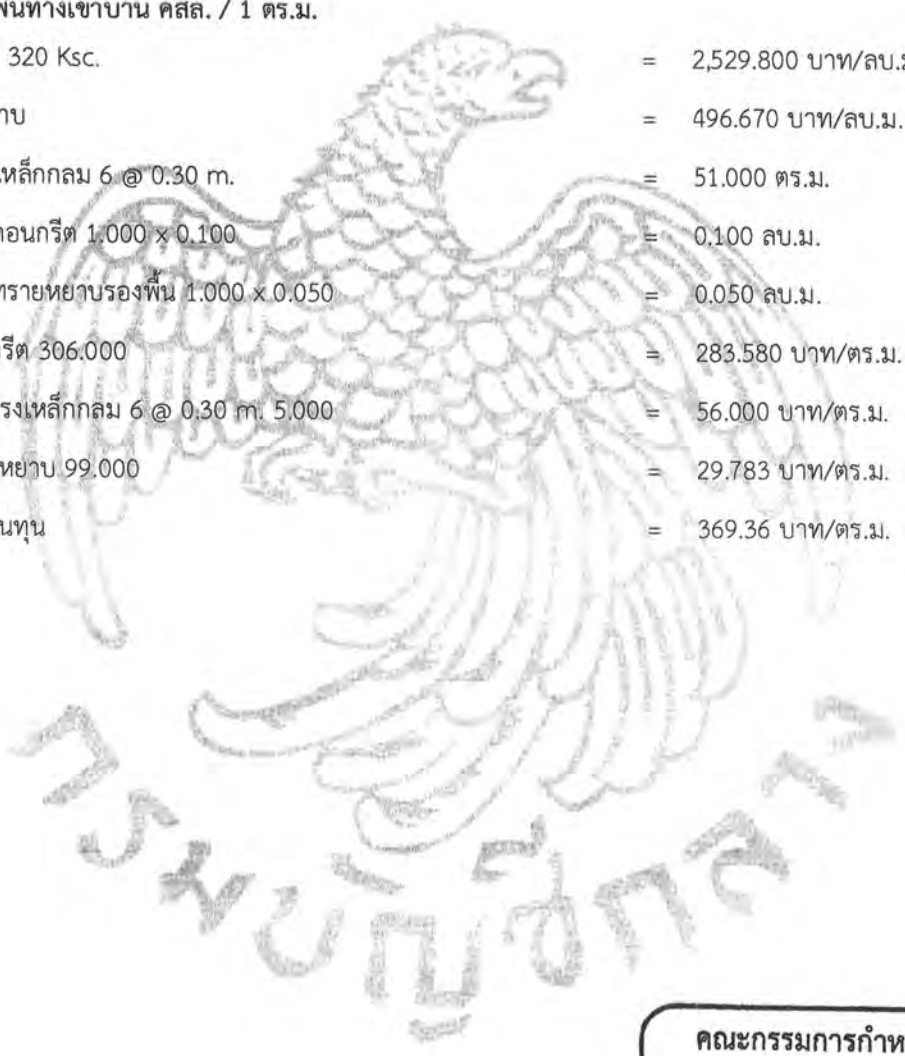 พื้นทางเข้าบ้าน คสล. / 1 ตร.ม.
320 Ksc. = 2,529.800 บาท/ลบ.ม
าบ = 496.670 บาท/ลบ.ม.
เหล็กกลม 6 @ 0.30 m. = 51.000 ตร.ม.
คอนกรีต 1.000 x 0.100 = 0.100 ลบ.ม.
ทรายหยาบรองพื้น 1.000 x 0.050 = 0.050 ลบ.ม.
รีต 306.000 = 283.580 บาท/ตร.ม.
รงเหล็กกลม 6 @ 0.30 m. 5.000 = 56.000 บาท/ตร.ม.
หยาบ 99.000 = 29.783 บาท/ตร.ม.
นทุน = 369.36 บาท/ตร.ม.
กรมบัญชีกลาง
คณะกรรมการกำห